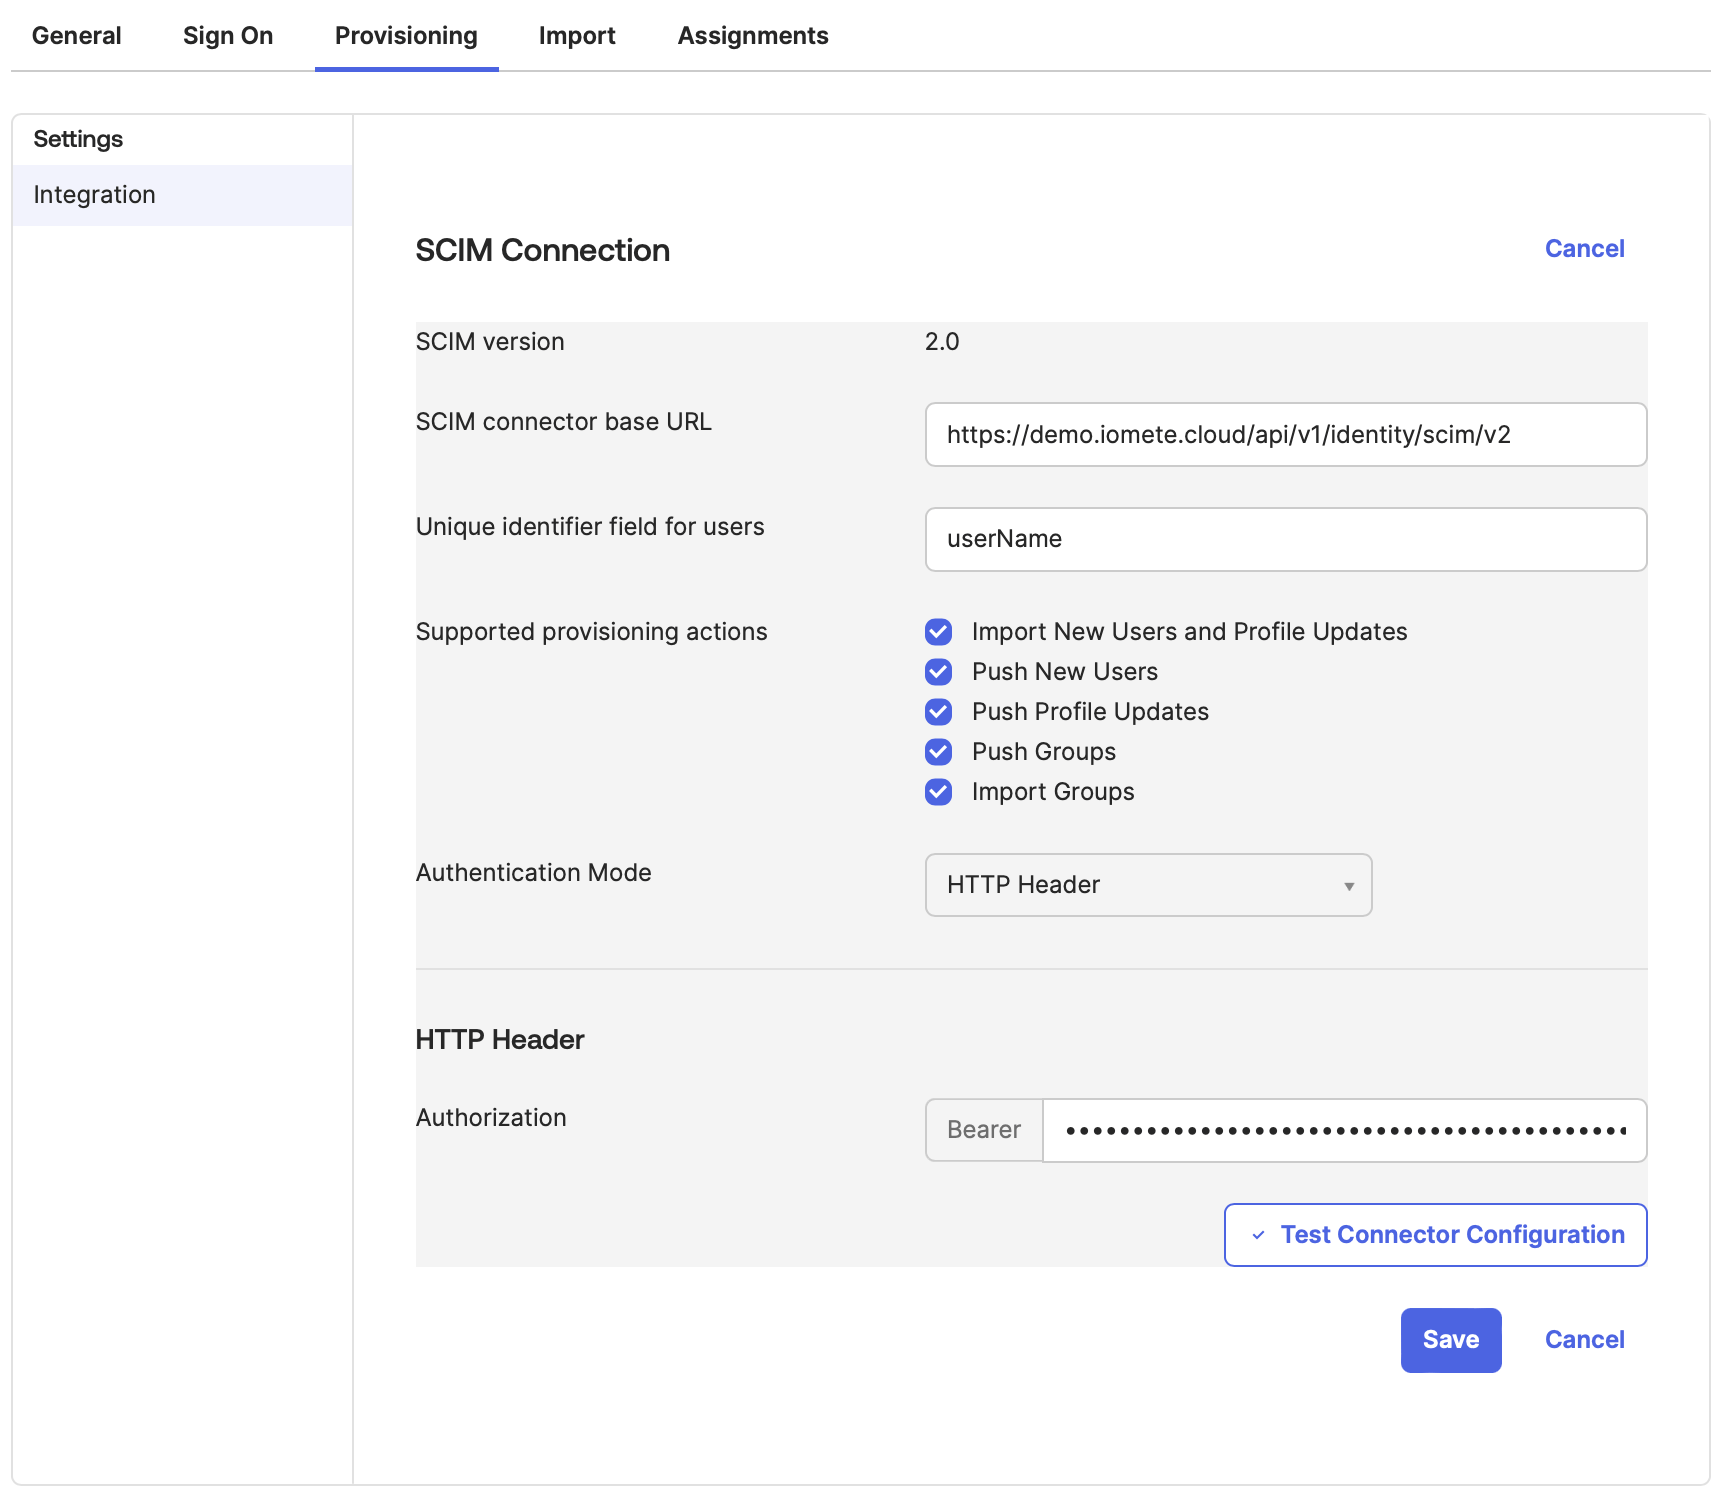 General Sign On Provisioning Import Assignments
Settings
Integration
SCIM Connection Cancel
SCIM version 2.0
SCIM connector base URL https://demo.iomete.cloud/api/v1/identity/scim/v2
Unique identifier field for users userName
Supported provisioning actions Import New Users and Profile Updates
Push New Users
Push Profile Updates
Push Groups
Import Groups
Authentication Mode HTTP Header
HTTP Header
Authorization Bearer
Test Connector Configuration
Save Cancel